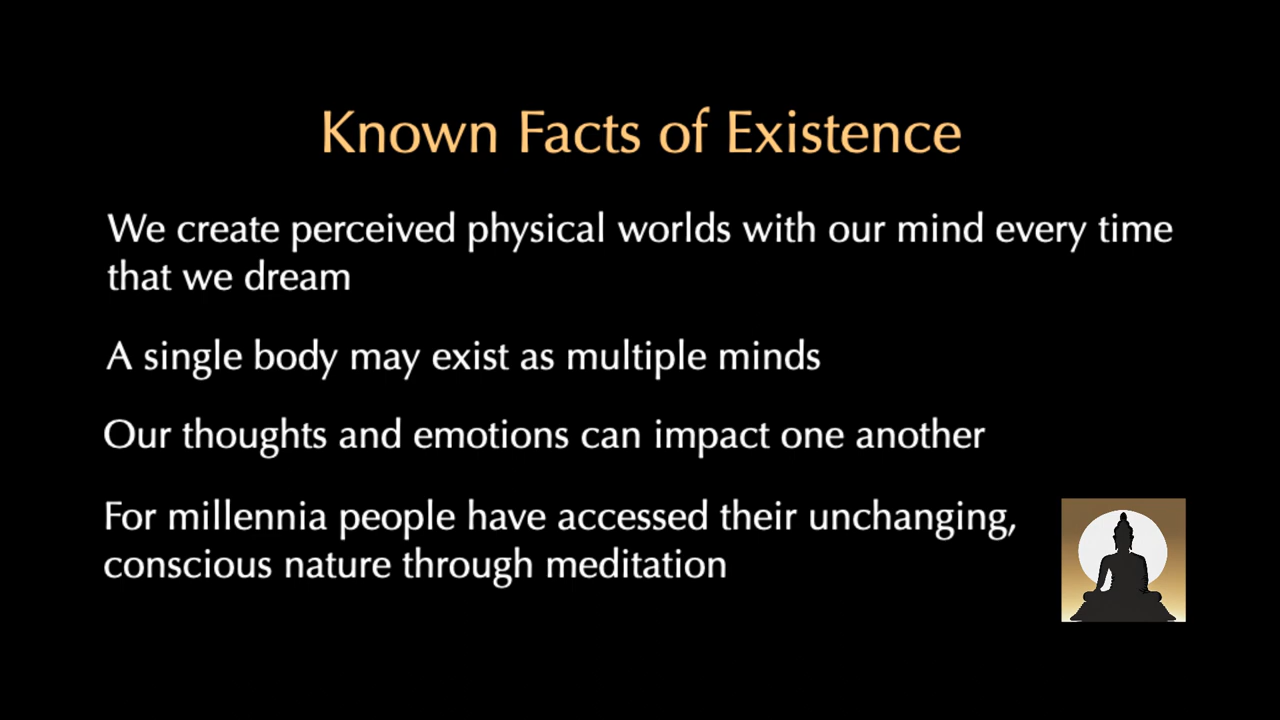 Known Facts of Existence
We create perceived physical worlds with our mind every time
that we dream
A single body may exist as multiple minds
Our thoughts and emotions can impact one another
For millennia people have accessed their unchanging,
conscious nature through meditation